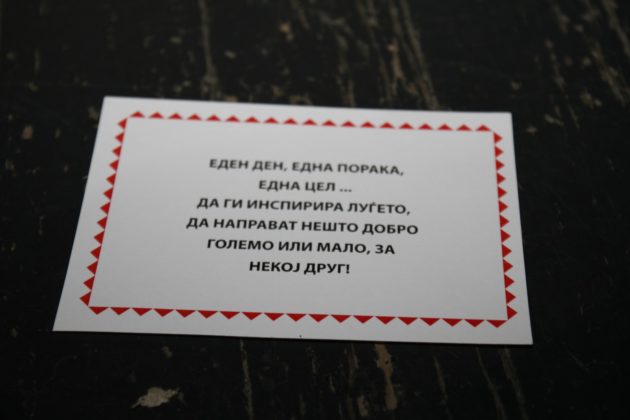 ЕДЕН ДЕН, ЕДНА ПОРАКА,
ЕДНА ЦЕЛ ...
ДА ГИ ИНСПИРИРА ЛУЃЕТО,
ДА НАПРАВАТ НЕШТО ДОБРО
ГОЛЕМО ИЛИ МАЛО, ЗА
НЕКОЈ ДРУГ!